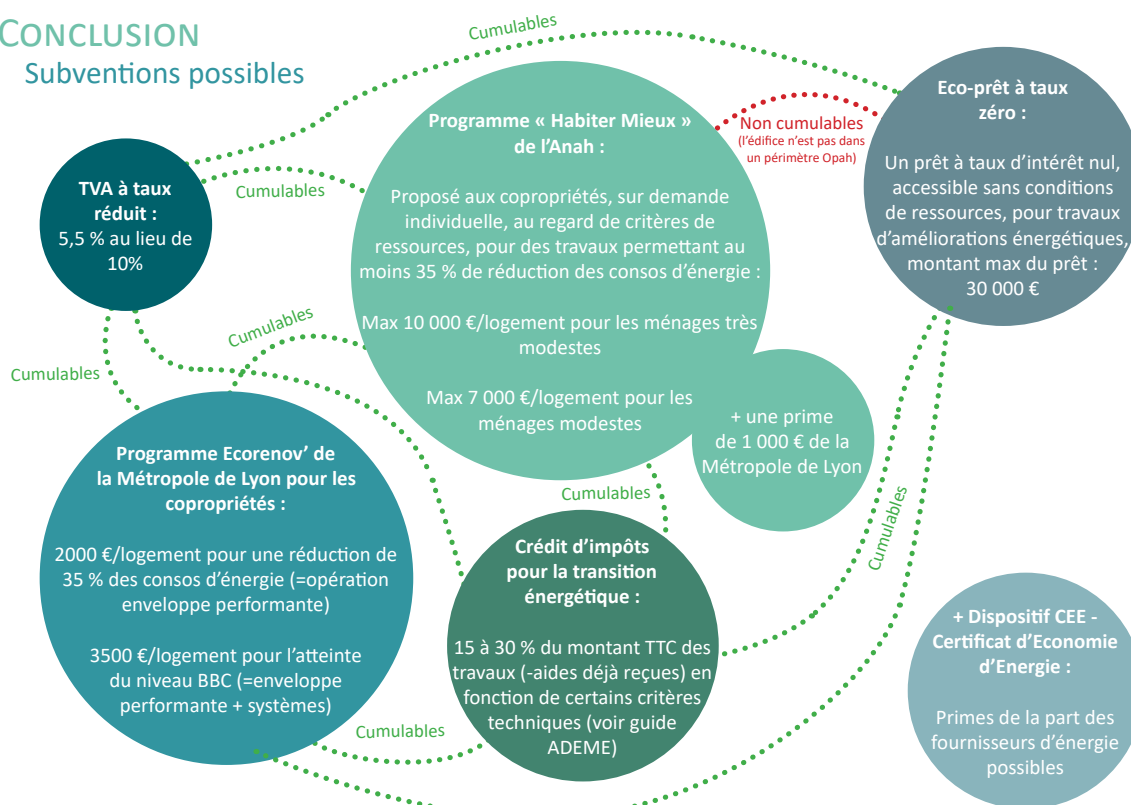 CONCLUSION
Subventions possibles
Cumulables
TVA à taux
réduit :
5,5 % au lieu de
10%
Cumulables
Programme « Habiter Mieux »
de l'Anah :
Proposé aux copropriétés, sur demande
individuelle, au regard de critères de
ressources, pour des travaux permettant au
moins 35 % de réduction des consos d'énergie :
Max 10 000 €/logement pour les ménages très
modestes
Max 7 000 €/logement pour les
ménages modestes
+ une prime
de 1 000 € de la
Métropole de Lyon
Non cumulables
(l'édifice n'est pas dans
un périmètre Opah)
Eco-prêt à taux
zéro :
Un prêt à taux d'intérêt nul,
accessible sans conditions
de ressources, pour travaux
d'améliorations énergétiques,
montant max du prêt :
30 000 €
Cumulables
Cumulables
Programme Ecorenov' de
la Métropole de Lyon pour les
copropriétés :
2000 €/logement pour une réduction de
35 % des consos d'énergie (=opération
enveloppe performante)
3500 €/logement pour l'atteinte
du niveau BBC (=enveloppe
performante + systèmes)
Cumulables
Cumulables
Crédit d'impôts
pour la transition
énergétique :
15 à 30 % du montant TTC des
travaux (-aides déjà reçues) en
fonction de certains critères
techniques (voir guide
ADEME)
Cumulables
+ Dispositif CEE -
Certificat d'Economie
d'Energie :
Primes de la part des
fournisseurs d'énergie
possibles